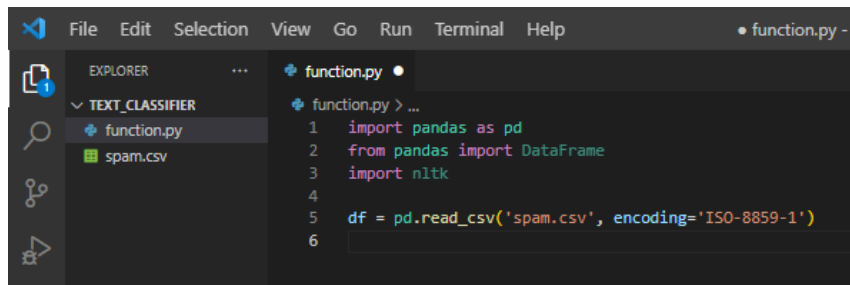 File Edit Selection View Go Run Terminal Help ● function.py -
EXPLORER ...
TEXT_CLASSIFIER
function.py
spam.csv
1
function.py ●
function.py > ...
1 import pandas as pd
2 from pandas import DataFrame
3 import nltk
4
5 df = pd.read_csv('spam.csv', encoding='ISO-8859-1')
6